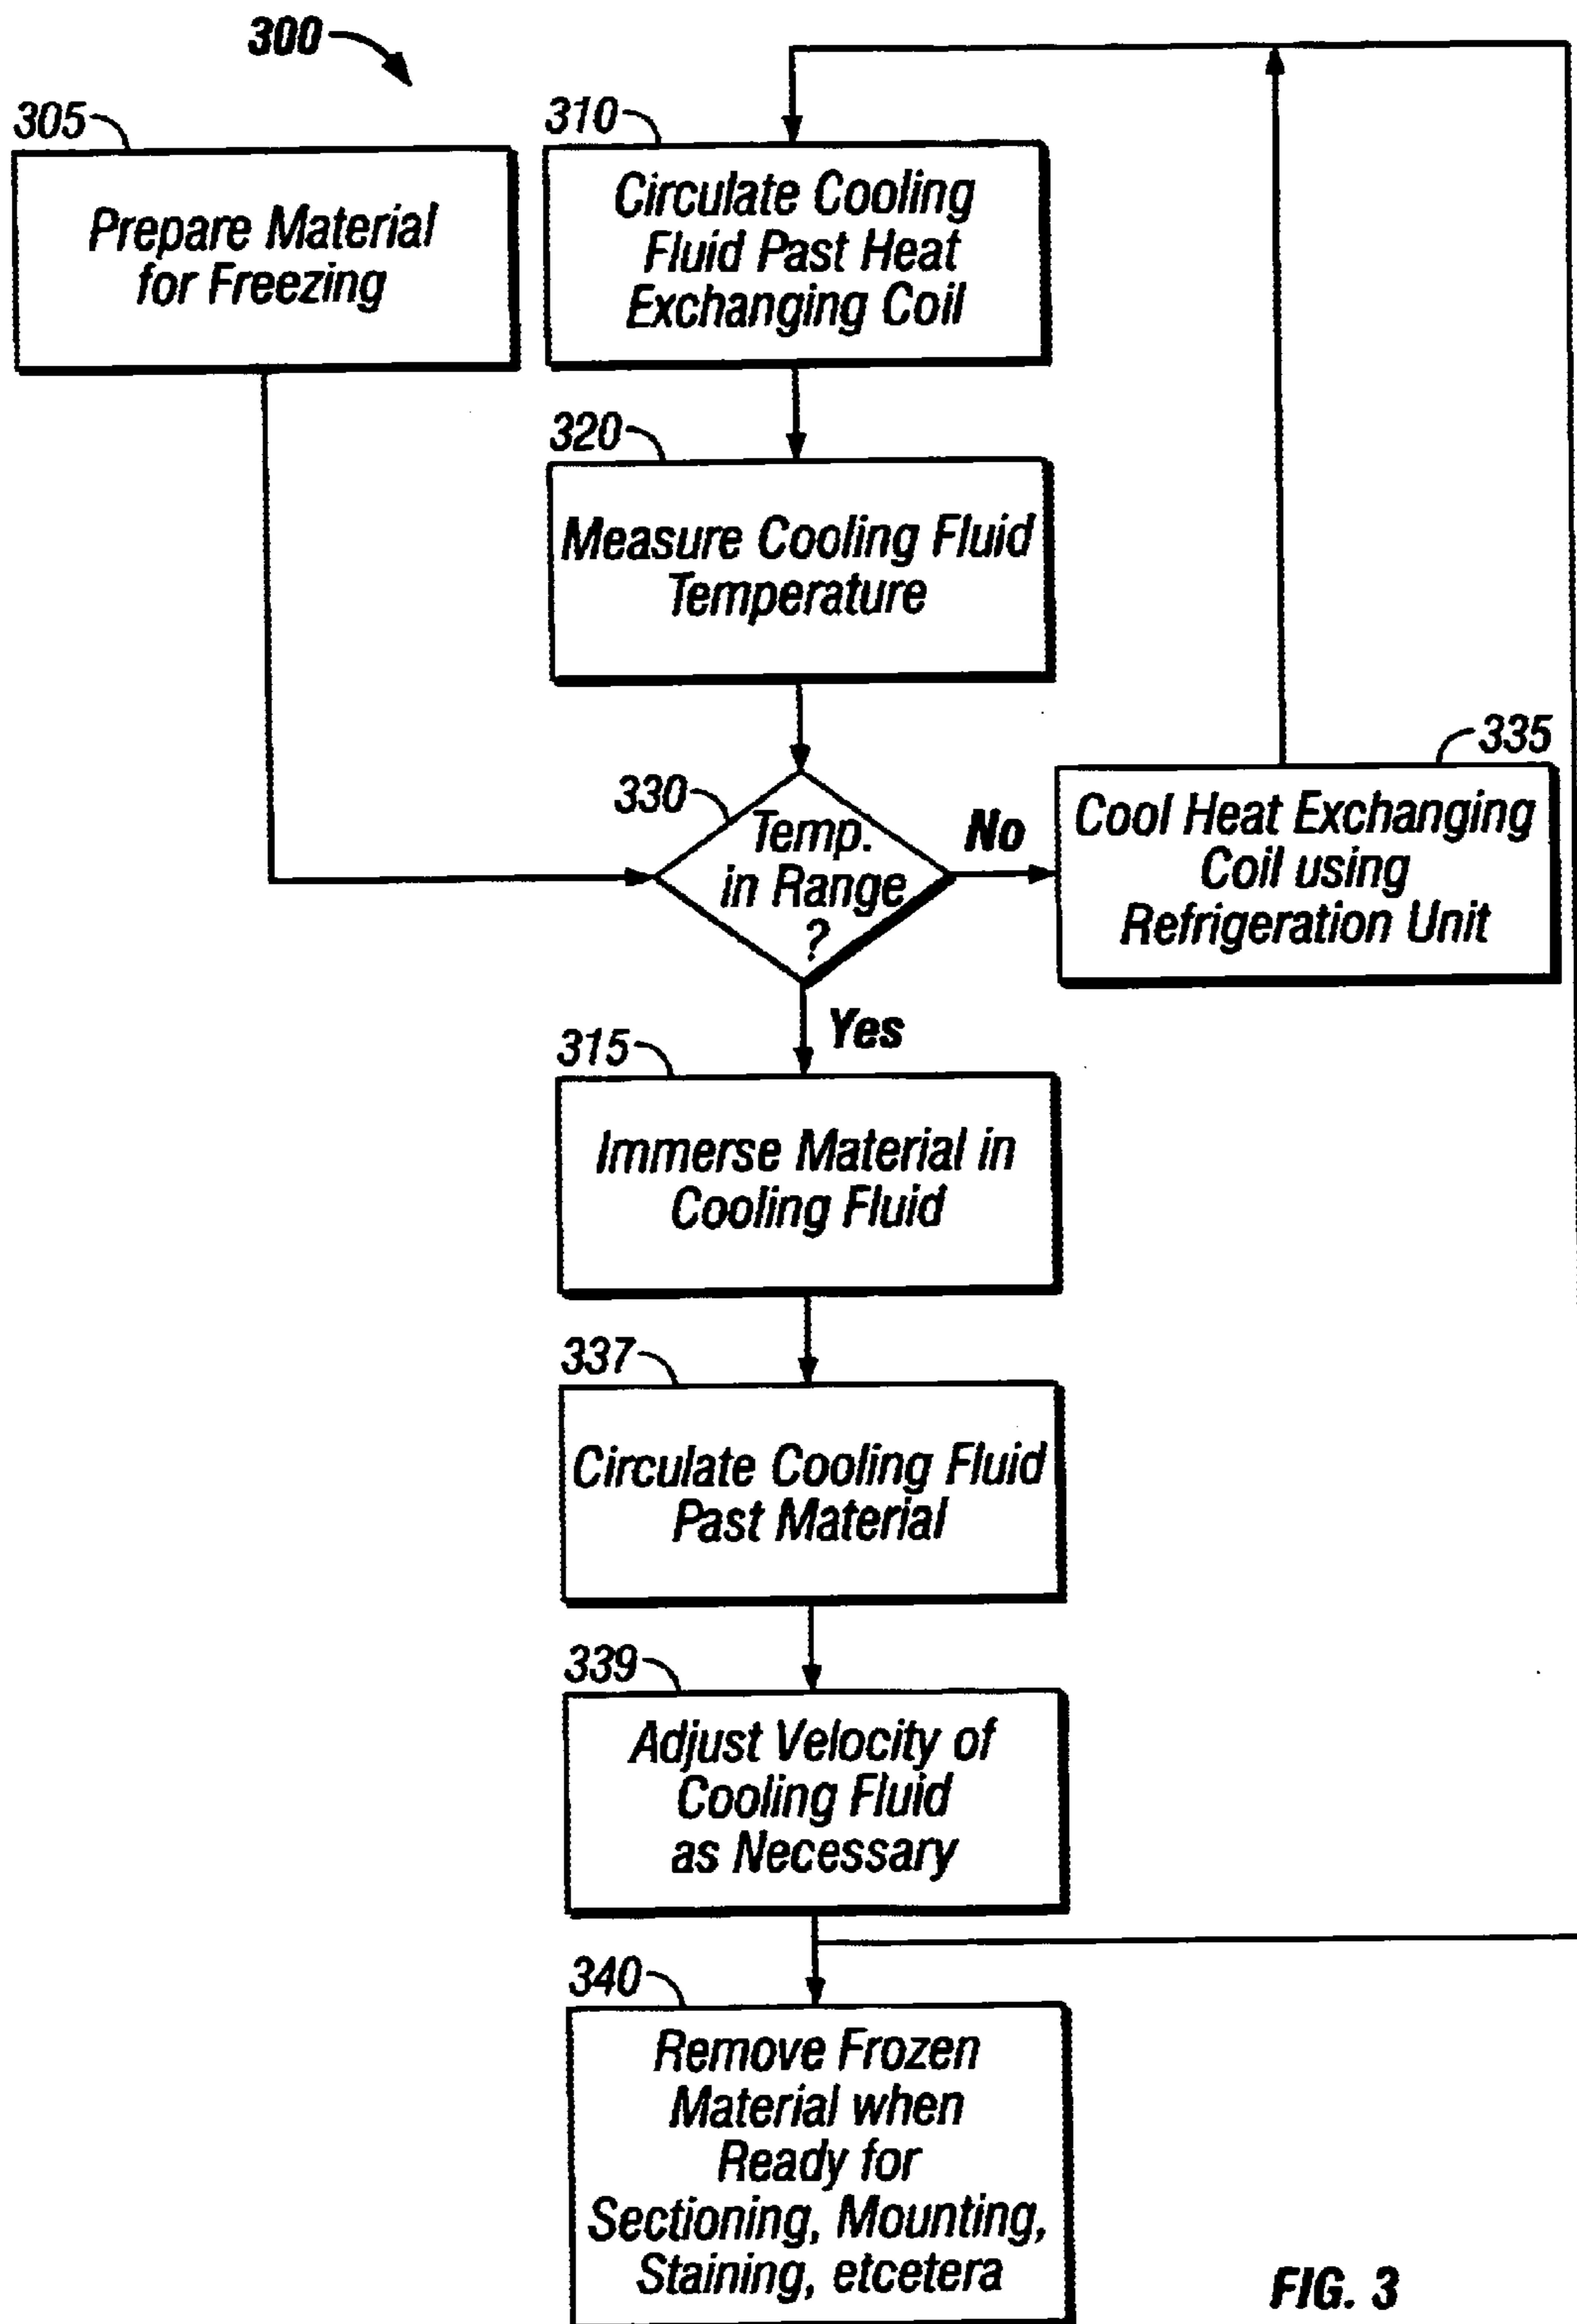 300
305
Prepare Material
for Freezing
310
Circulate Cooling
Fluid Past Heat
Exchanging Coil
320
Measure Cooling Fluid
Temperature
330
Temp.
in Range
?
No
335
Cool Heat Exchanging
Coil using
Refrigeration Unit
Yes
315
Immerse Material in
Cooling Fluid
337
Circulate Cooling Fluid
Past Material
339
Adjust Velocity of
Cooling Fluid
as Necessary
340
Remove Frozen
Material when
Ready for
Sectioning, Mounting,
Staining, etcetera
FIG. 3